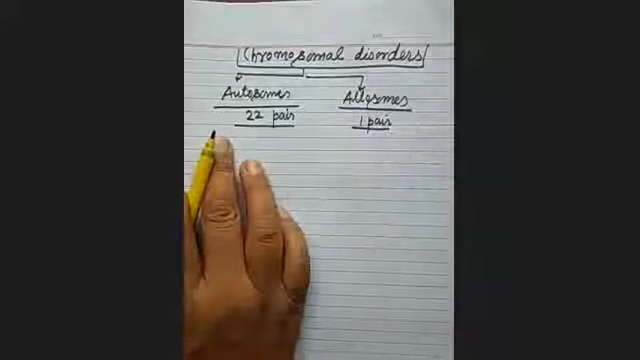 Chromosomal disorders
Autosomes Allosomes
22 pair 1 pair